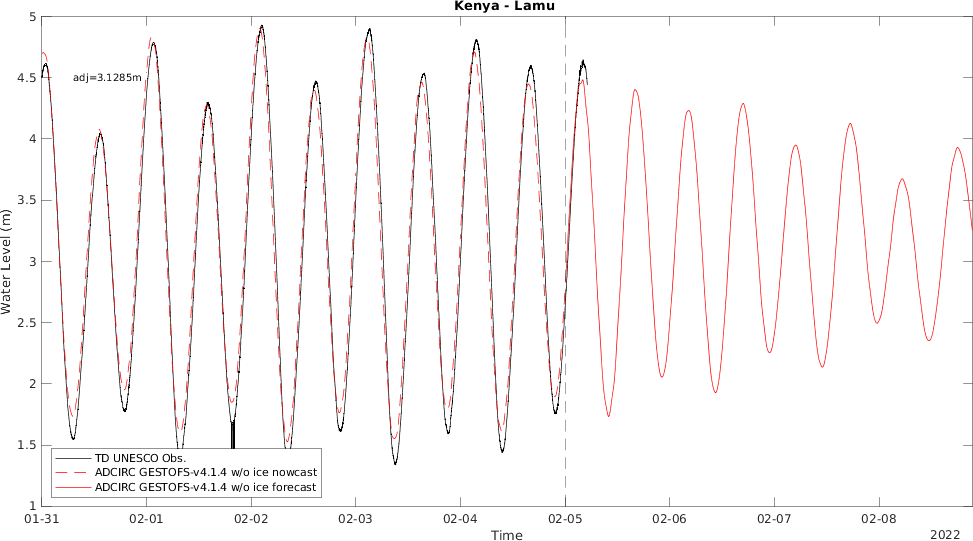 Kenya - Lamu
5
4.5
4
3.5
3
2.5
2
1.5
1
Water Level (m)
adj=3.1285m
TD UNESCO Obs.
ADCIRC GESTOFS-v4.1.4 w/o ice nowcast
ADCIRC GESTOFS-v4.1.4 w/o ice forecast
01-31 02-01 02-02 02-03 02-04 02-05 02-06 02-07 02-08
Time
2022